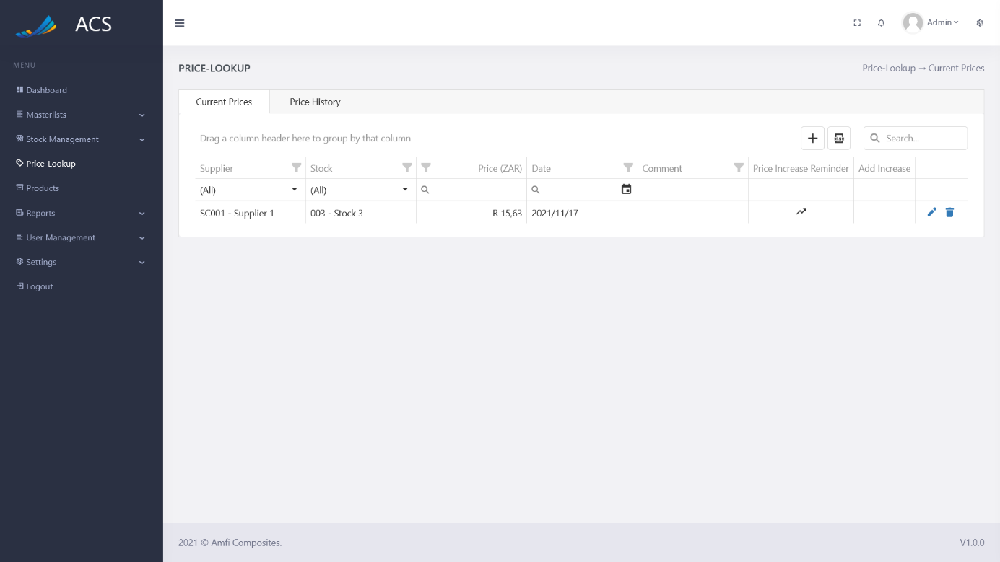 ACS
Admin
MENU
Dashboard
Masterlists
Stock Management
Price-Lookup
Products
Reports
User Management
Settings
Logout
PRICE-LOOKUP
Price-Lookup → Current Prices
Current Prices
Price History
Drag a column header here to group by that column
XLSX
Search...
Supplier Stock Price (ZAR) Date Comment Price Increase Reminder Add Increase
(All) (All)
SC001 - Supplier 1 003 - Stock 3 R 15,63 2021/11/17
2021 © Amfi Composites.
V1.0.0